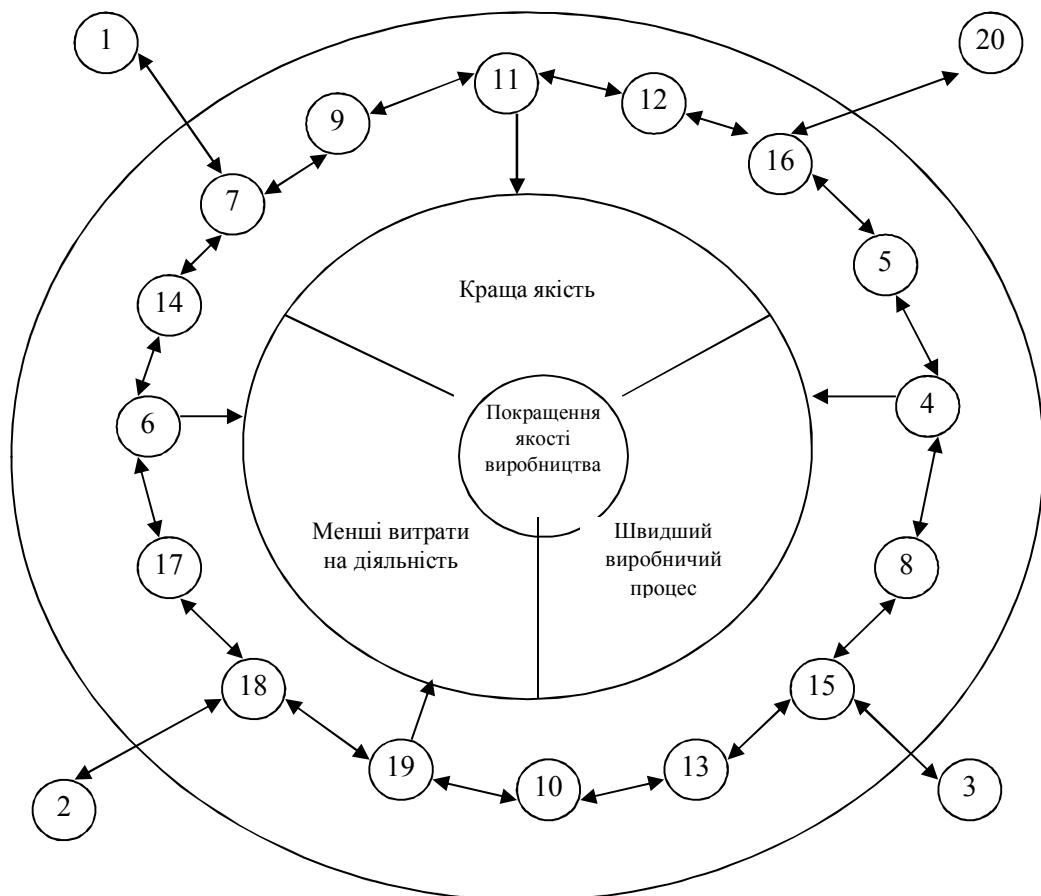 1
20
11
12
9
16
7
5
Краща якість
14
4
6
Покращення
якості
виробництва
Менші витрати
на діяльність
Швидший
виробничий
процес
17
8
18
15
19
10
13
2
3